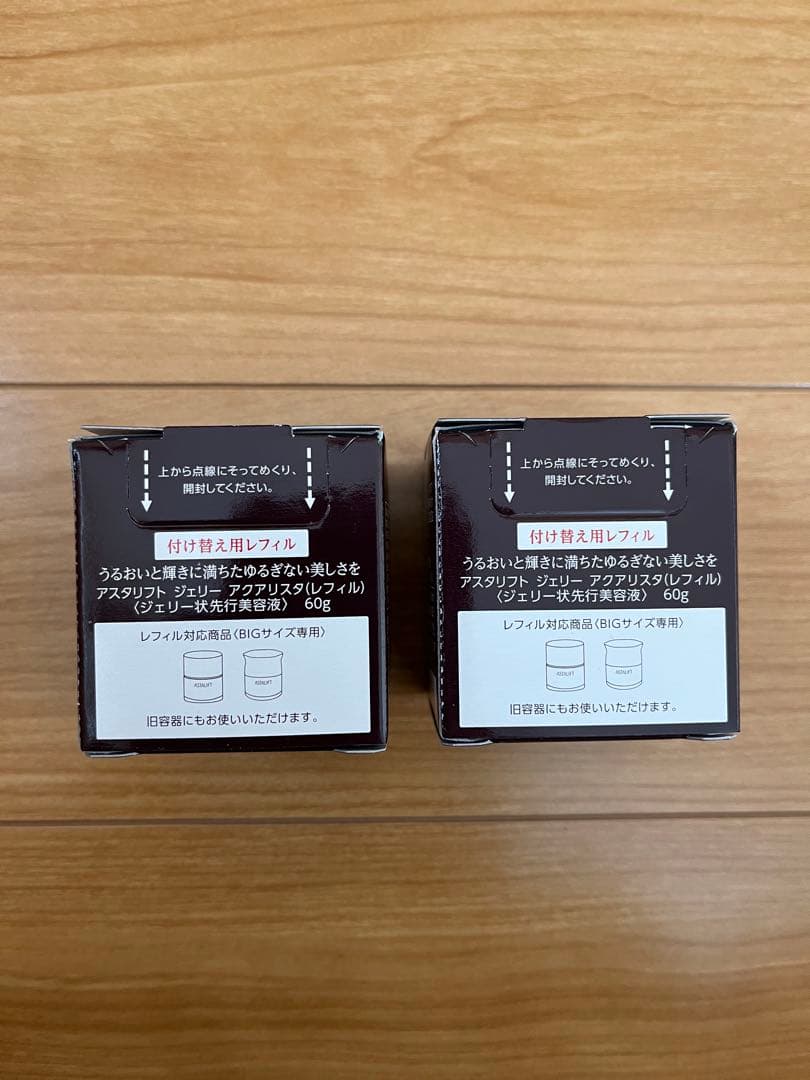 上から点線にそってめくり、
開封してください。
付け替え用レフィル
うるおいと輝きに満ちたゆるぎない美しさを
アスタリフト ジェリー アクアリスタ(レフィル)
〈ジェリー状先行美容液〉 60g
レフィル対応商品〈BIGサイズ専用〉
ASTALIFT ASTALIFT
旧容器にもお使いいただけます。
上から点線にそってめくり、
開封してください。
付け替え用レフィル
うるおいと輝きに満ちたゆるぎない美しさを
アスタリフト ジェリー アクアリスタ(レフィル)
〈ジェリー状先行美容液〉 60g
レフィル対応商品〈BIGサイズ専用〉
ASTALIFT ASTALIFT
旧容器にもお使いいただけます。